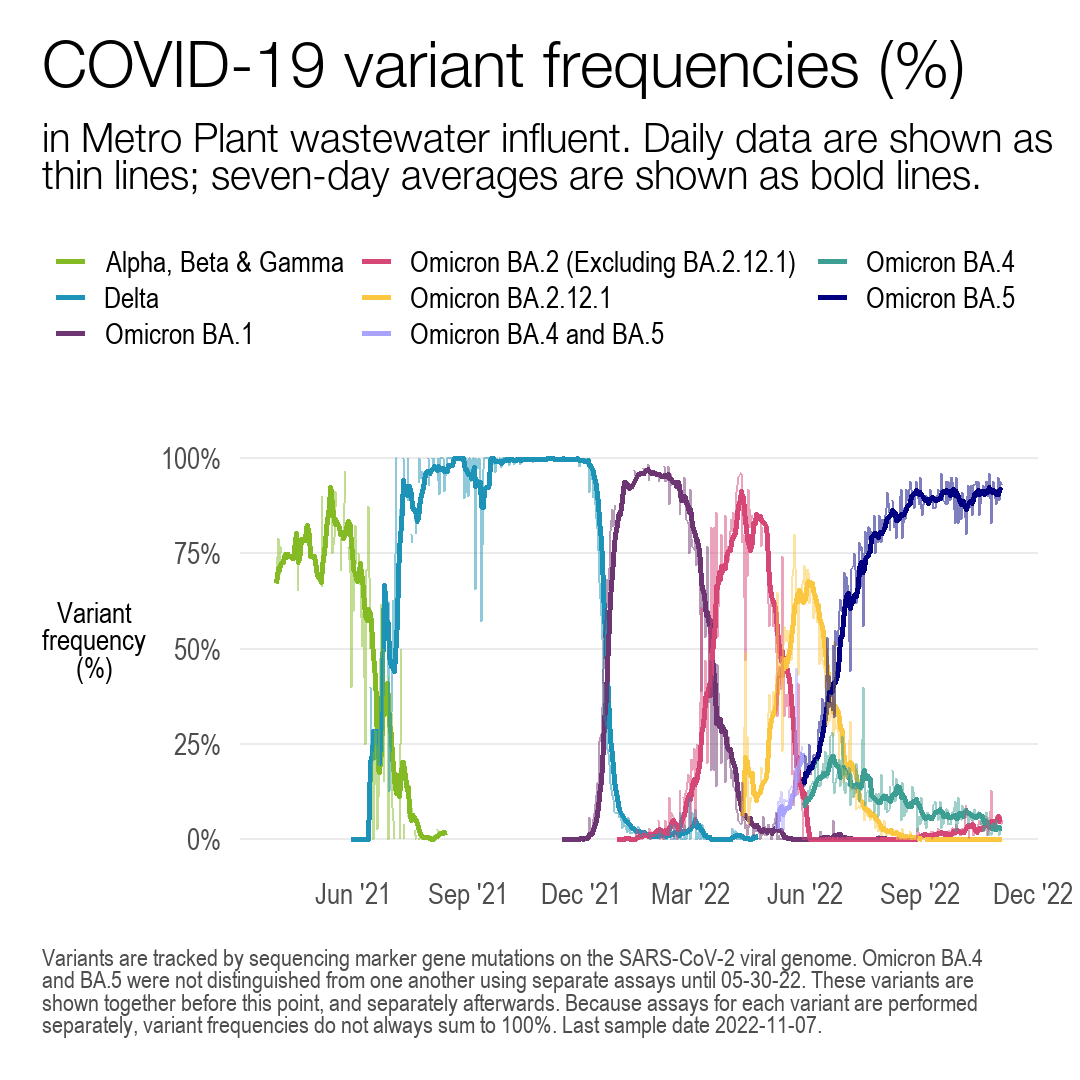 COVID-19 variant frequencies (%)
in Metro Plant wastewater influent. Daily data are shown as
thin lines; seven-day averages are shown as bold lines.
Alpha, Beta & Gamma
Delta
Omicron BA.1
Omicron BA.2 (Excluding BA.2.12.1)
Omicron BA.2.12.1
Omicron BA.4 and BA.5
Omicron BA.4
Omicron BA.5
Variant
frequency
(%)
100%
75%
50%
25%
0%
Jun '21
Sep '21
Dec '21
Mar '22
Jun '22
Sep '22
Dec '22
Variants are tracked by sequencing marker gene mutations on the SARS-CoV-2 viral genome. Omicron BA.4
and BA.5 were not distinguished from one another using separate assays until 05-30-22. These variants are
shown together before this point, and separately afterwards. Because assays for each variant are performed
separately, variant frequencies do not always sum to 100%. Last sample date 2022-11-07.